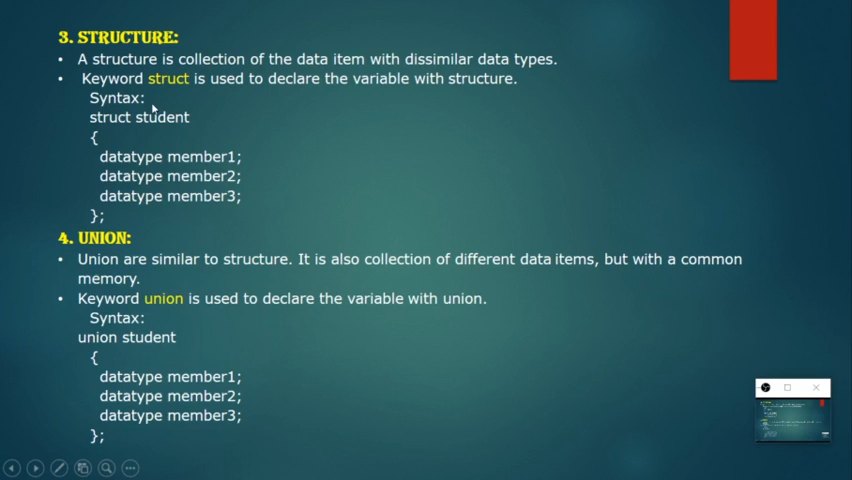 3. STRUCTURE:
• A structure is collection of the data item with dissimilar data types.
• Keyword struct is used to declare the variable with structure.
Syntax:
struct student
{
datatype member1;
datatype member2;
datatype member3;
};
4. UNION:
• Union are similar to structure. It is also collection of different data items, but with a common
memory.
• Keyword union is used to declare the variable with union.
Syntax:
union student
{
datatype member1;
datatype member2;
datatype member3;
};